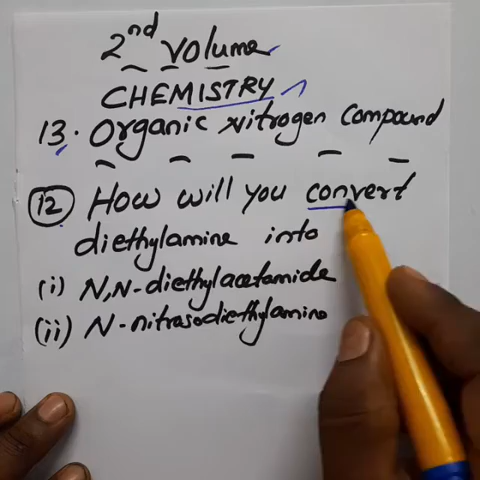 2nd Volume
CHEMISTRY
13. Organic Nitrogen Compound
12. How will you convert
diethylamine into
(i) N,N-diethylacetamide
(ii) N-nitrosodiethylamine